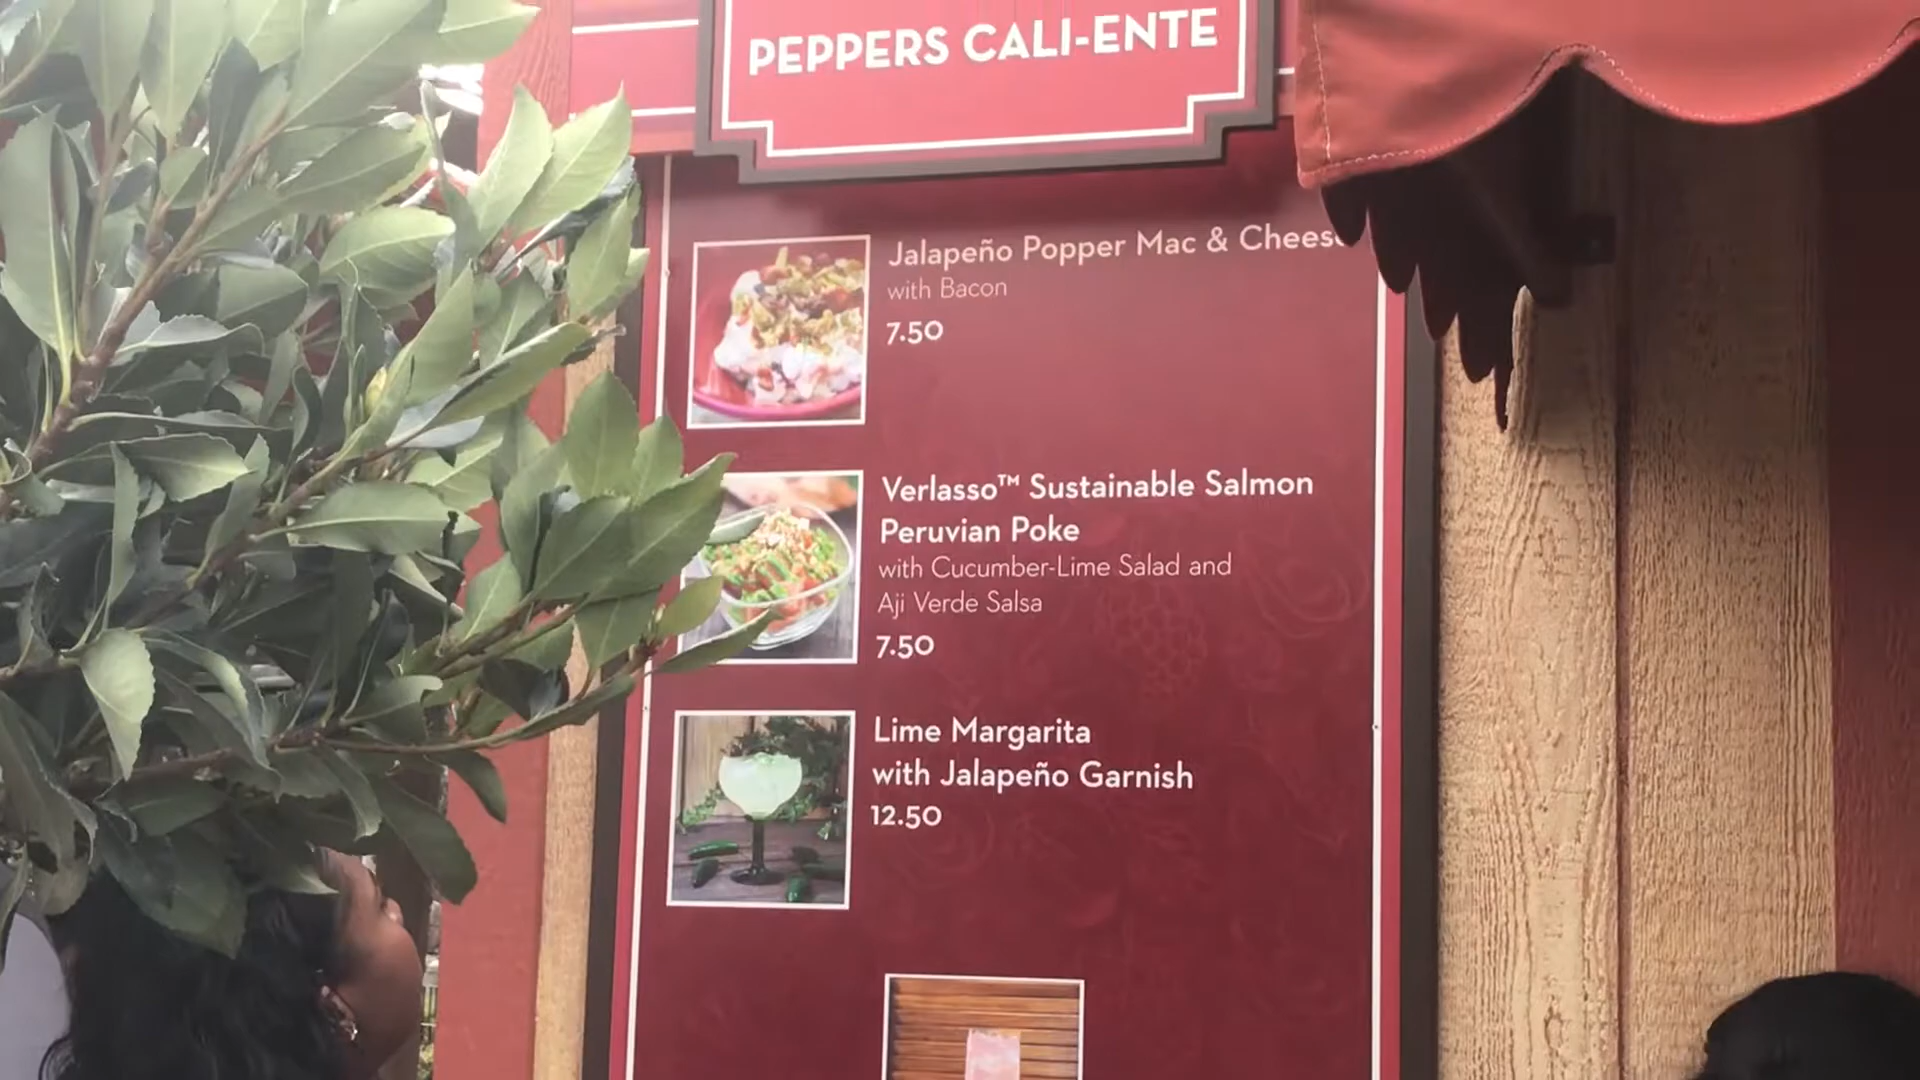 PEPPERS CALI-ENTE
Jalapeño Popper Mac & Cheese
with Bacon
7.50
Verlasso™ Sustainable Salmon
Peruvian Poke
with Cucumber-Lime Salad and
Aji Verde Salsa
7.50
Lime Margarita
with Jalapeño Garnish
12.50